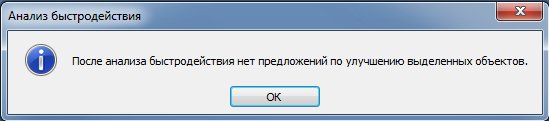 Анализ быстродействия
После анализа быстродействия нет предложений по улучшению выделенных объектов.
OK